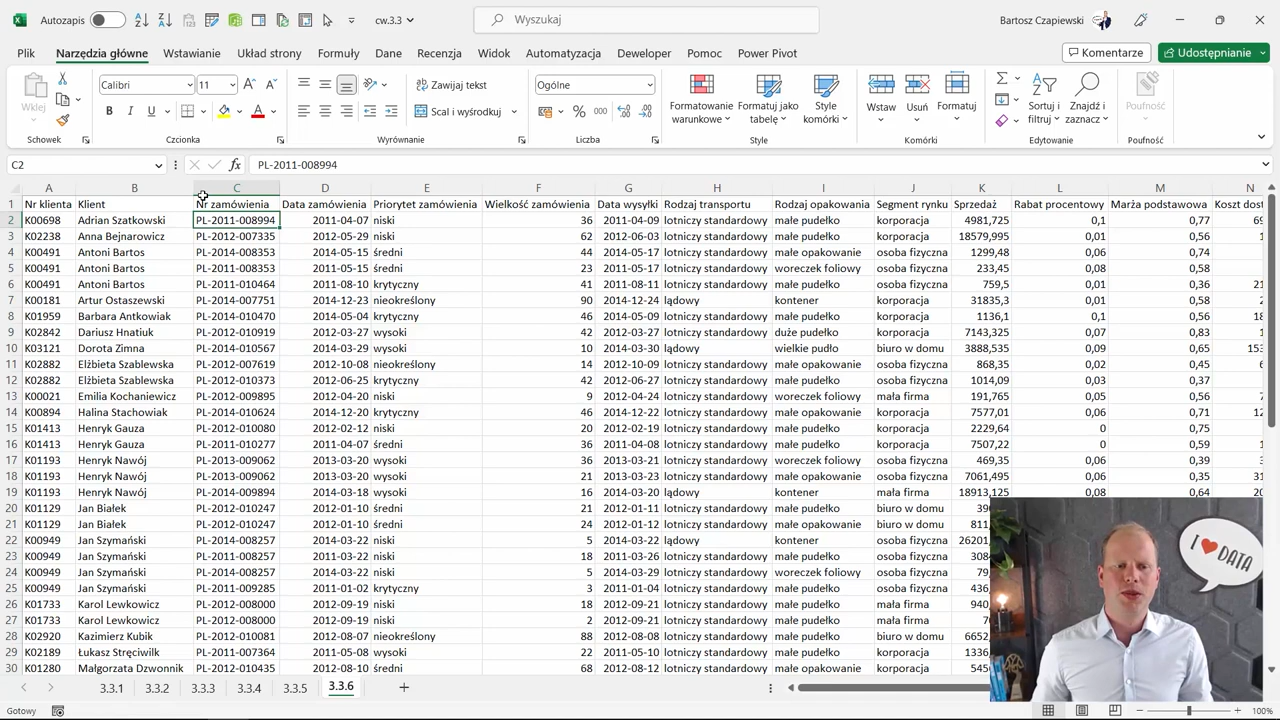 Autozapis
cw.3.3
Wyszukaj
Bartosz Czapiewski
Plik Narzędzia główne Wstawianie Układ strony Formuły Dane Recenzja Widok Automatyzacja Deweloper Pomoc Power Pivot
Komentarze Udostępnianie
Wklej
Calibri 11
Zawijaj tekst
Scal i wyśrodkuj
Ogólne
Formatowanie warunkowe
Formatuj jako tabelę
Style komórki
Wstaw Usuń Formatuj
Sortuj i filtruj
Znajdź i zaznacz
Poufność
Schowek Czcionka Wyrównanie Liczba Style Komórki Edytowanie Poufność
C2 fx PL-2011-008994
A B C D E F G H I J K L M N
1 Nr klienta Klient Nr zamówienia Data zamówienia Priorytet zamówienia Wielkość zamówienia Data wysyłki Rodzaj transportu Rodzaj opakowania Segment rynku Sprzedaż Rabat procentowy Marża podstawowa Koszt dos
2 K00698 Adrian Szatkowski PL-2011-008994 2011-04-07 niski 36 2011-04-09 lotniczy standardowy małe pudełko korporacja 4981,725 0,1 0,77 69
3 K02238 Anna Bejnarowicz PL-2012-007335 2012-05-29 niski 62 2012-06-03 lotniczy standardowy małe pudełko korporacja 18579,995 0,01 0,56 1
4 K00491 Antoni Bartos PL-2014-008353 2014-05-15 średni 44 2014-05-17 lotniczy standardowy małe opakowanie korporacja 1299,48 0,06 0,74
5 K00491 Antoni Bartos PL-2011-008353 2011-05-15 średni 23 2011-05-17 lotniczy standardowy woreczek foliowy osoba fizyczna 233,45 0,08 0,58
6 K00491 Antoni Bartos PL-2011-010464 2011-08-10 krytyczny 41 2011-08-11 lotniczy standardowy małe pudełko osoba fizyczna 759,5 0,01 0,36 21
7 K00181 Artur Ostaszewski PL-2014-007751 2014-12-23 nieokreślony 90 2014-12-24 lądowy kontener korporacja 31835,3 0,01 0,58 2
8 K01959 Barbara Antkowiak PL-2014-010470 2014-05-04 krytyczny 46 2014-05-09 lotniczy standardowy małe pudełko korporacja 1136,1 0,1 0,56 18
9 K02842 Dariusz Hnatiuk PL-2012-010919 2012-03-27 wysoki 42 2012-03-27 lotniczy standardowy duże pudełko korporacja 7143,325 0,07 0,83 1
10 K03121 Dorota Zimna PL-2014-010567 2014-03-29 wysoki 10 2014-03-30 lądowy wielkie pudło biuro w domu 3888,535 0,09 0,65 153
11 K02882 Elżbieta Szablewska PL-2012-007619 2012-10-08 nieokreślony 14 2012-10-09 lotniczy standardowy małe opakowanie osoba fizyczna 868,35 0,02 0,45 6
12 K02882 Elżbieta Szablewska PL-2012-010373 2012-06-25 krytyczny 42 2012-06-27 lotniczy standardowy małe pudełko osoba fizyczna 1014,09 0,03 0,37
13 K00021 Emilia Kochaniewicz PL-2012-009895 2012-04-20 niski 9 2012-04-24 lotniczy standardowy woreczek foliowy mała firma 191,765 0,05 0,56 7
14 K00894 Halina Stachowiak PL-2014-010624 2014-12-20 krytyczny 46 2014-12-22 lotniczy standardowy małe opakowanie osoba fizyczna 7577,01 0,06 0,71 12
15 K01413 Henryk Gauza PL-2012-010080 2012-02-12 niski 20 2012-02-19 lotniczy standardowy małe pudełko korporacja 2229,64 0 0,75
16 K01413 Henryk Gauza PL-2011-010277 2011-04-07 średni 36 2011-04-08 lotniczy standardowy małe pudełko korporacja 7507,22 0 0,59 1
17 K01193 Henryk Nawój PL-2013-009062 2013-03-20 wysoki 36 2013-03-21 lotniczy standardowy woreczek foliowy osoba fizyczna 469,35 0,06 0,39 3
18 K01193 Henryk Nawój PL-2013-009062 2013-03-20 wysoki 21 2013-03-23 lotniczy standardowy małe pudełko osoba fizyczna 7061,495 0,06 0,35 31
19 K01193 Henryk Nawój PL-2014-009894 2014-03-18 wysoki 16 2014-03-20 lądowy kontener mała firma 18913,125 0,08 0,64 20
20 K01129 Jan Białek PL-2012-010247 2012-01-10 średni 21 2012-01-11 lotniczy standardowy małe pudełko biuro w domu 390
21 K01129 Jan Białek PL-2012-010247 2012-01-10 średni 24 2012-01-12 lotniczy standardowy małe opakowanie biuro w domu 811,
22 K00949 Jan Szymański PL-2014-008257 2014-03-22 niski 5 2014-03-22 lądowy kontener osoba fizyczna 26201,
23 K00949 Jan Szymański PL-2011-008257 2011-03-22 niski 18 2011-03-26 lotniczy standardowy małe pudełko osoba fizyczna 308
24 K00949 Jan Szymański PL-2014-008257 2014-03-22 niski 5 2014-03-29 lotniczy standardowy woreczek foliowy osoba fizyczna 79,
25 K00949 Jan Szymański PL-2011-009285 2011-01-02 krytyczny 3 2011-01-04 lotniczy standardowy małe pudełko osoba fizyczna 436,
26 K01733 Karol Lewkowicz PL-2012-008000 2012-09-19 niski 18 2012-09-21 lotniczy standardowy małe pudełko mała firma 940,
27 K01733 Karol Lewkowicz PL-2012-008000 2012-09-19 niski 2 2012-09-21 lotniczy standardowy małe pudełko mała firma
28 K02920 Kazimierz Kubik PL-2012-010081 2012-08-07 nieokreślony 88 2012-08-08 lotniczy standardowy małe pudełko biuro w domu 6652,
29 K02189 Łukasz Stręciwilk PL-2011-007364 2011-05-08 wysoki 22 2011-05-10 lotniczy standardowy małe pudełko korporacja 1336,
30 K01280 Małgorzata Dzwonnik PL-2012-010435 2012-08-10 średni 68 2012-08-12 lotniczy standardowy małe opakowanie korporacja 545
I ❤ DATA
3.3.1 3.3.2 3.3.3 3.3.4 3.3.5 3.3.6
Gotowy
100%